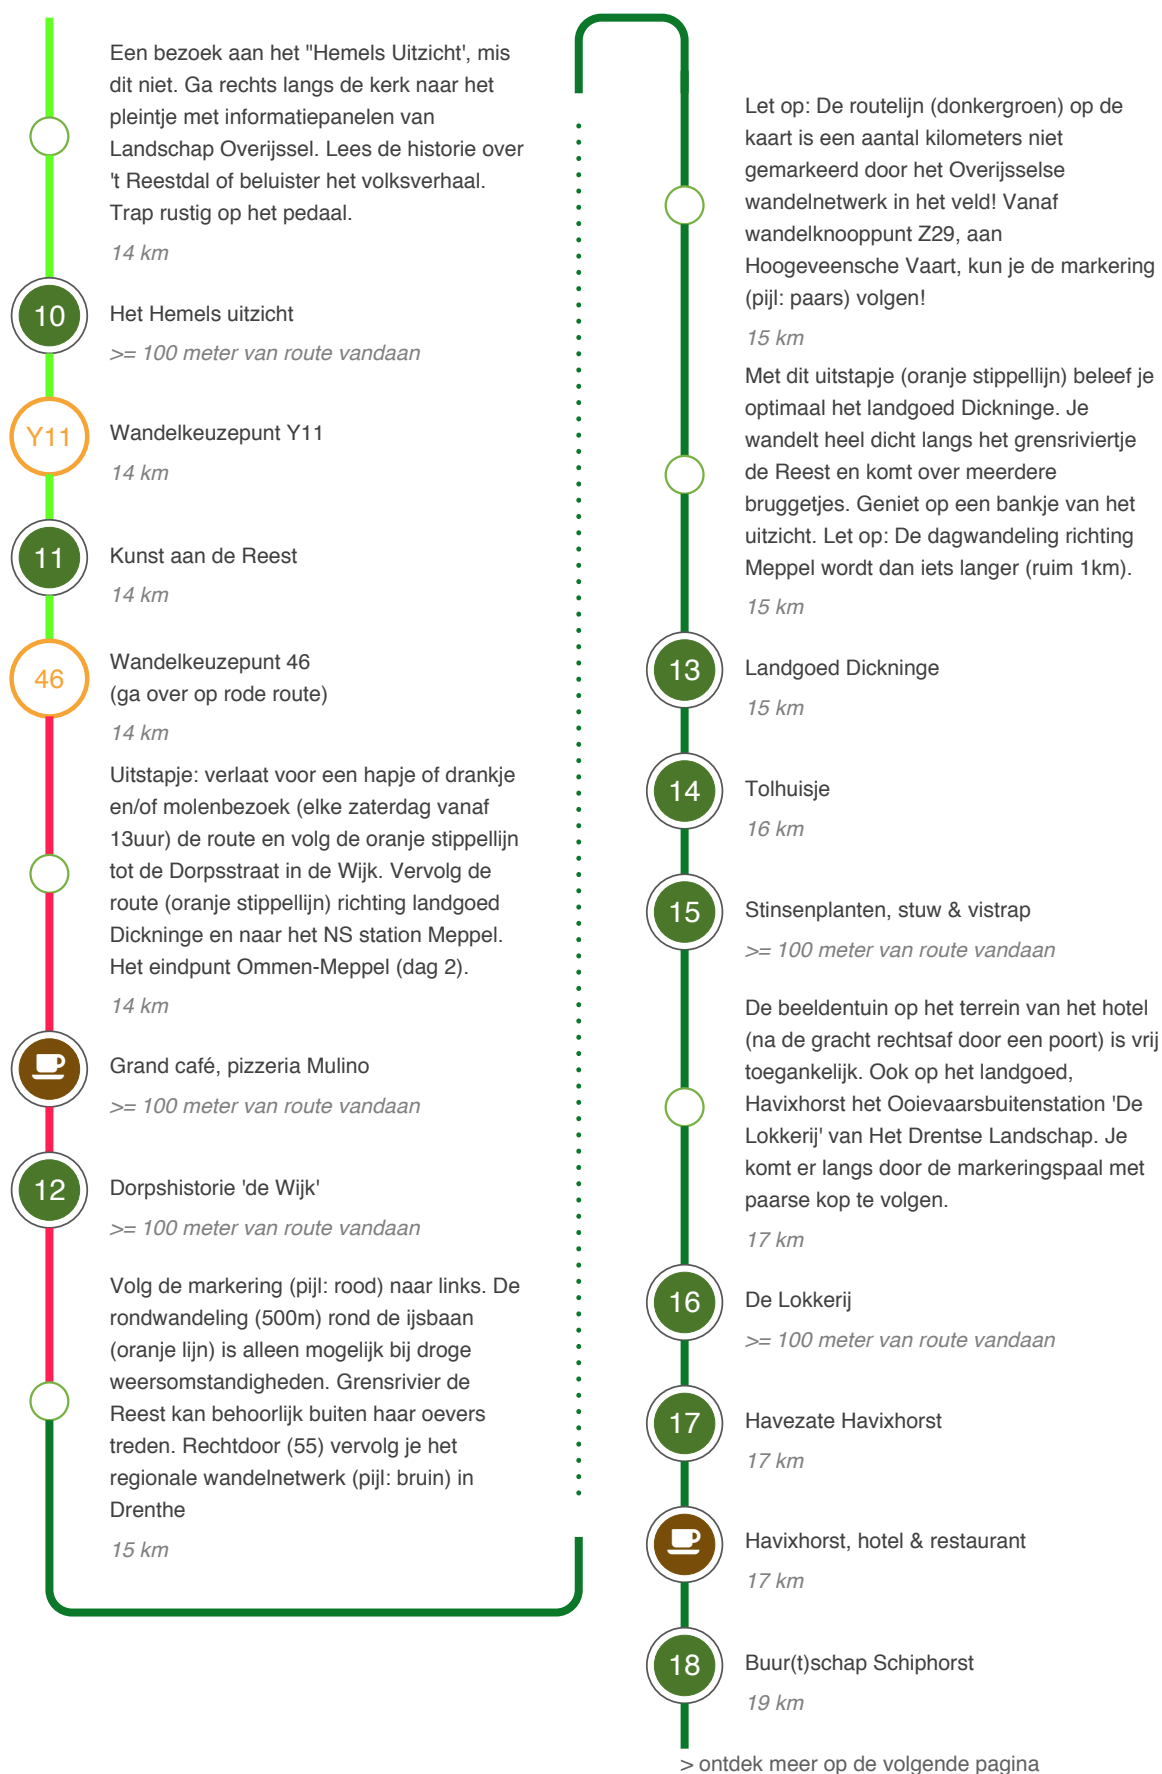 Een bezoek aan het "Hemels Uitzicht', mis
dit niet. Ga rechts langs de kerk naar het
pleintje met informatiepanelen van
Landschap Overijssel. Lees de historie over
't Reestdal of beluister het volksverhaal.
Trap rustig op het pedaal.
14 km
10
Het Hemels uitzicht
>= 100 meter van route vandaan
Y11
Wandelkeuzepunt Y11
14 km
11
Kunst aan de Reest
14 km
46
Wandelkeuzepunt 46
(ga over op rode route)
14 km
Uitstapje: verlaat voor een hapje of drankje
en/of molenbezoek (elke zaterdag vanaf
13uur) de route en volg de oranje stippellijn
tot de Dorpsstraat in de Wijk. Vervolg de
route (oranje stippellijn) richting landgoed
Dickninge en naar het NS station Meppel.
Het eindpunt Ommen-Meppel (dag 2).
14 km
Grand café, pizzeria Mulino
>= 100 meter van route vandaan
12
Dorpshistorie 'de Wijk'
>= 100 meter van route vandaan
Volg de markering (pijl: rood) naar links. De
rondwandeling (500m) rond de ijsbaan
(oranje lijn) is alleen mogelijk bij droge
weersomstandigheden. Grensrivier de
Reest kan behoorlijk buiten haar oevers
treden. Rechtdoor (55) vervolg je het
regionale wandelnetwerk (pijl: bruin) in
Drenthe
15 km
Let op: De routelijn (donkergroen) op de
kaart is een aantal kilometers niet
gemarkeerd door het Overijsselse
wandelnetwerk in het veld! Vanaf
wandelknooppunt Z29, aan
Hoogeveensche Vaart, kun je de markering
(pijl: paars) volgen!
15 km
Met dit uitstapje (oranje stippellijn) beleef je
optimaal het landgoed Dickninge. Je
wandelt heel dicht langs het grensriviertje
de Reest en komt over meerdere
bruggetjes. Geniet op een bankje van het
uitzicht. Let op: De dagwandeling richting
Meppel wordt dan iets langer (ruim 1km).
15 km
13
Landgoed Dickninge
15 km
14
Tolhuisje
16 km
15
Stinsenplanten, stuw & vistrap
>= 100 meter van route vandaan
De beeldentuin op het terrein van het hotel
(na de gracht rechtsaf door een poort) is vrij
toegankelijk. Ook op het landgoed,
Havixhorst het Ooievaarsbuitenstation 'De
Lokkerij' van Het Drentse Landschap. Je
komt er langs door de markeringspaal met
paarse kop te volgen.
17 km
16
De Lokkerij
>= 100 meter van route vandaan
17
Havezate Havixhorst
17 km
Havixhorst, hotel & restaurant
17 km
18
Buur(t)schap Schiphorst
19 km
> ontdek meer op de volgende pagina